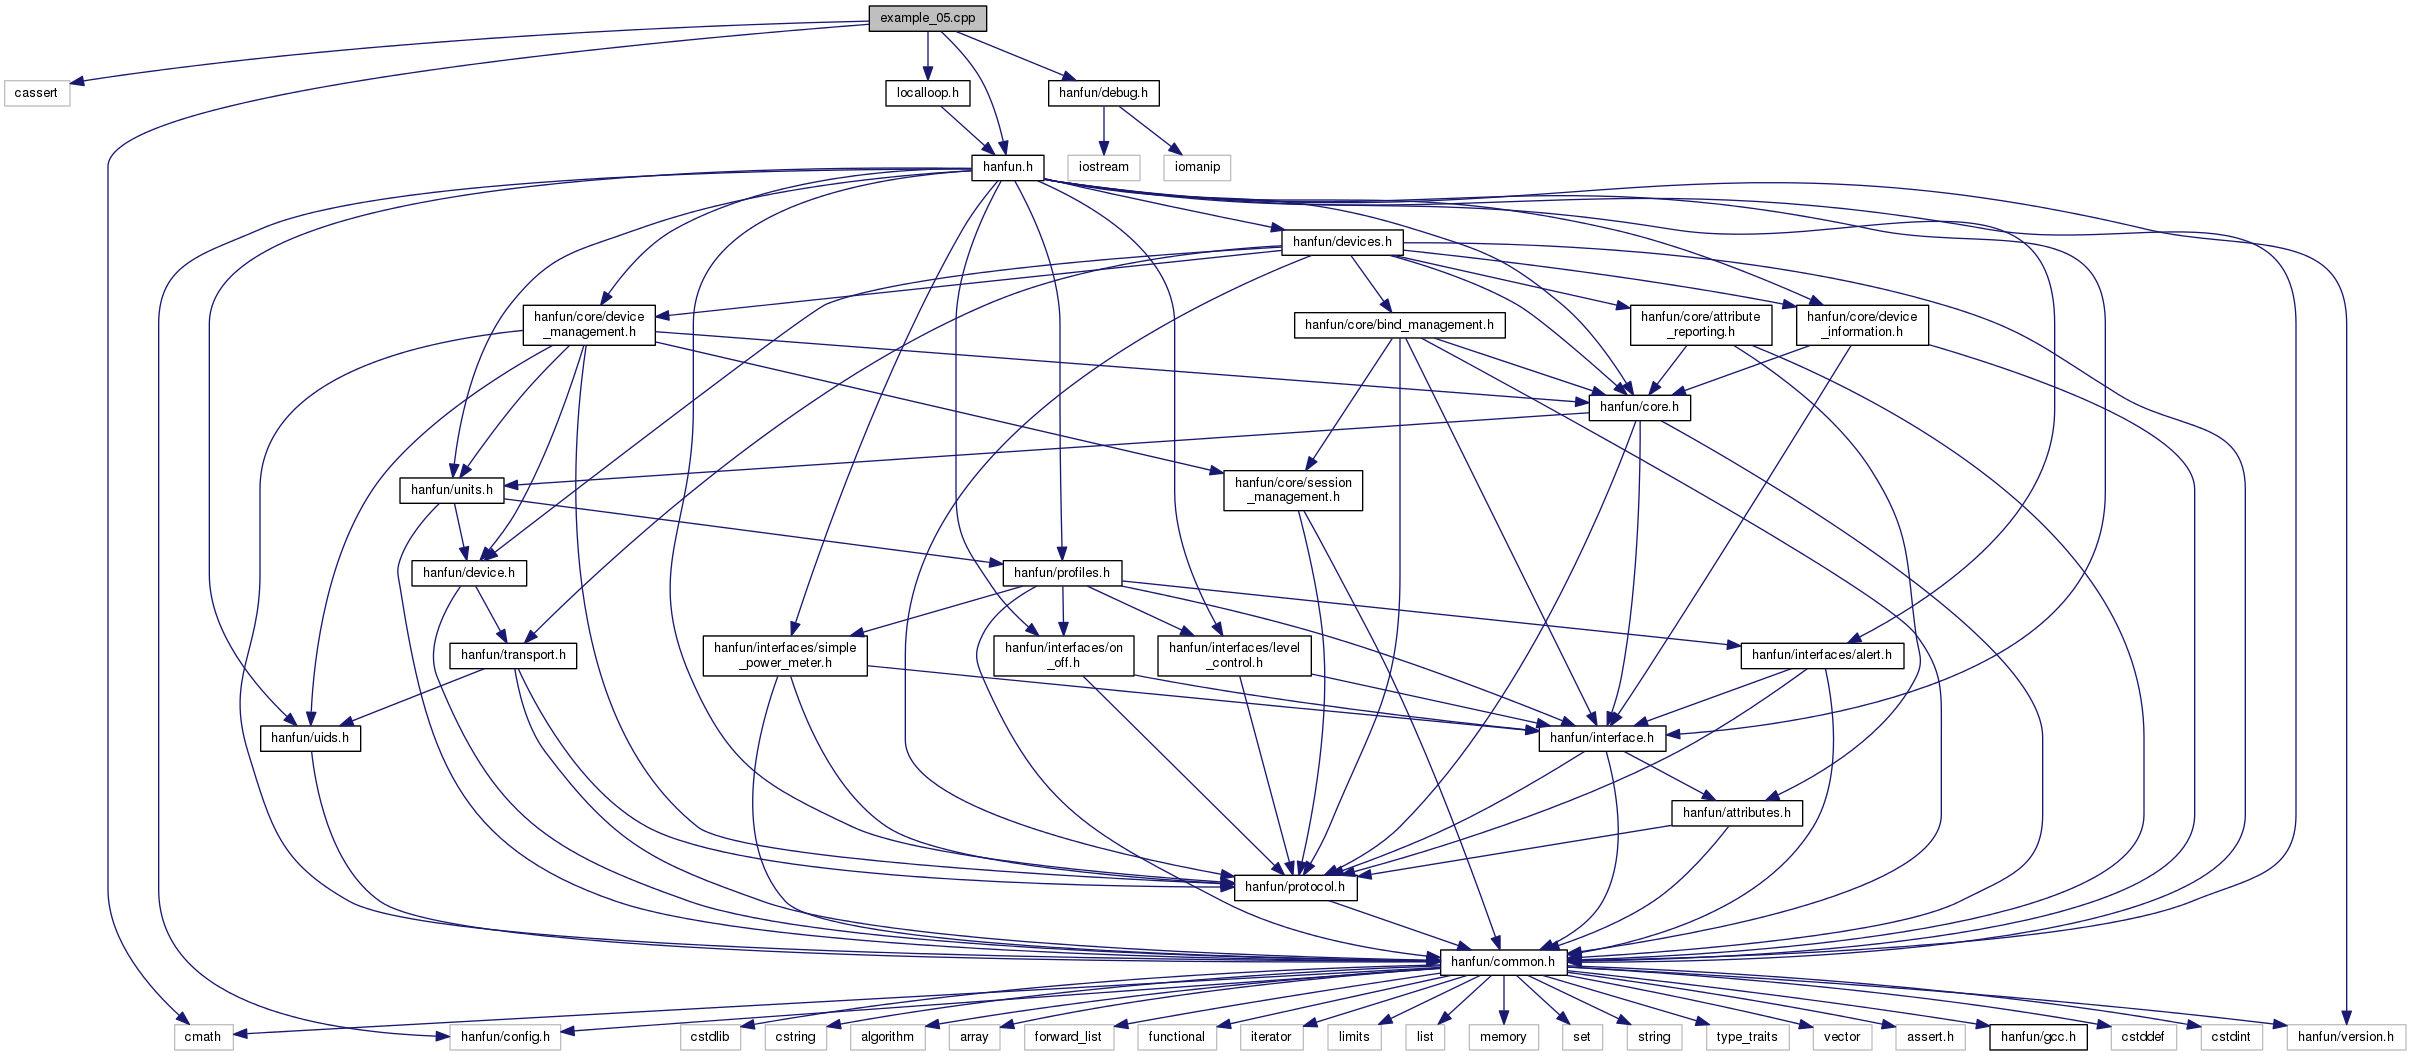 example_05.cpp
cassert
localloop.h
hanfun/debug.h
hanfun.h
iostream
iomanip
hanfun/devices.h
hanfun/core/device
_management.h
hanfun/core/bind_management.h
hanfun/core/attribute
_reporting.h
hanfun/core/device
_information.h
hanfun/core.h
hanfun/units.h
hanfun/core/session
_management.h
hanfun/device.h
hanfun/profiles.h
hanfun/transport.h
hanfun/interfaces/simple
_power_meter.h
hanfun/interfaces/on
_off.h
hanfun/interfaces/level
_control.h
hanfun/interfaces/alert.h
hanfun/uids.h
hanfun/interface.h
hanfun/attributes.h
hanfun/protocol.h
hanfun/common.h
cmath
hanfun/config.h
cstdlib
cstring
algorithm
array
forward_list
functional
iterator
limits
list
memory
set
string
type_traits
vector
assert.h
hanfun/gcc.h
cstddef
cstdint
hanfun/version.h